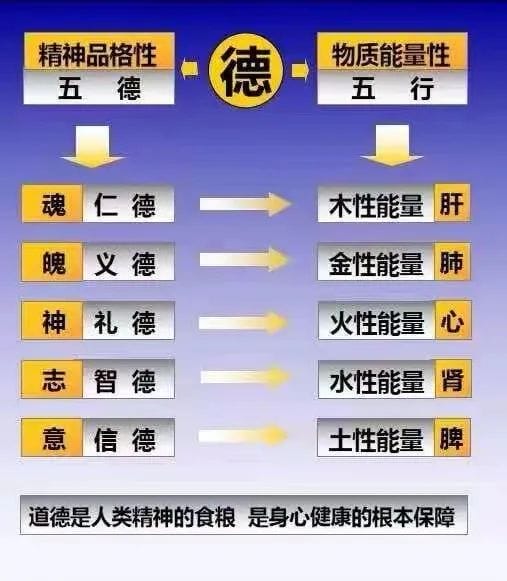 精神品格性
五德
德
物质能量性
五行
魂 仁德 木性能量 肝
魄 义德 金性能量 肺
神 礼德 火性能量 心
志 智德 水性能量 肾
意 信德 土性能量 脾
道德是人类精神的食粮 是身心健康的根本保障